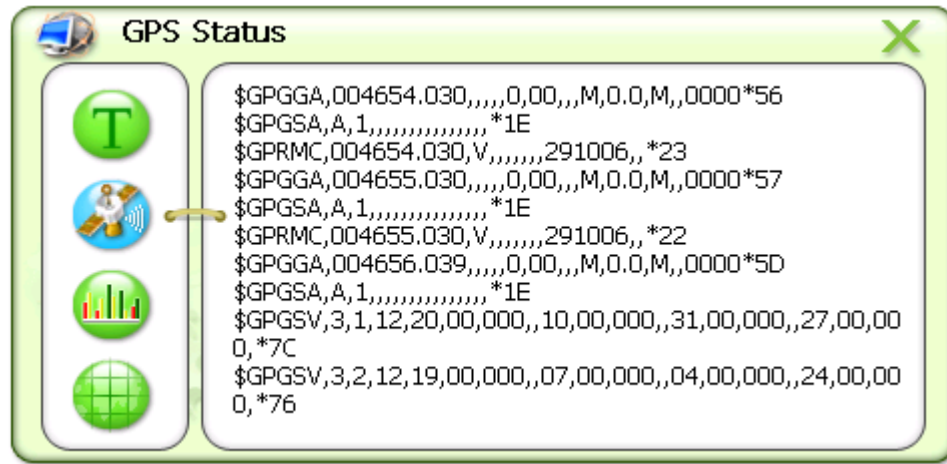 GPS Status
T
$GPGGA,004654.030,,,,,0,00,,,M,0.0,M,,0000*56
$GPGSA,A,1,,,,,,,,,,,,,,,*1E
$GPRMC,004654.030,V,,,,,,,291006,,*23
$GPGGA,004655.030,,,,,0,00,,,M,0.0,M,,0000*57
$GPGSA,A,1,,,,,,,,,,,,,,,*1E
$GPRMC,004655.030,V,,,,,,,291006,,*22
$GPGGA,004656.039,,,,,0,00,,,M,0.0,M,,0000*5D
$GPGSA,A,1,,,,,,,,,,,,,,,*1E
$GPGSV,3,1,12,20,00,000,,10,00,000,,31,00,000,,27,00,00
0,*7C
$GPGSV,3,2,12,19,00,000,,07,00,000,,04,00,000,,24,00,00
0,*76